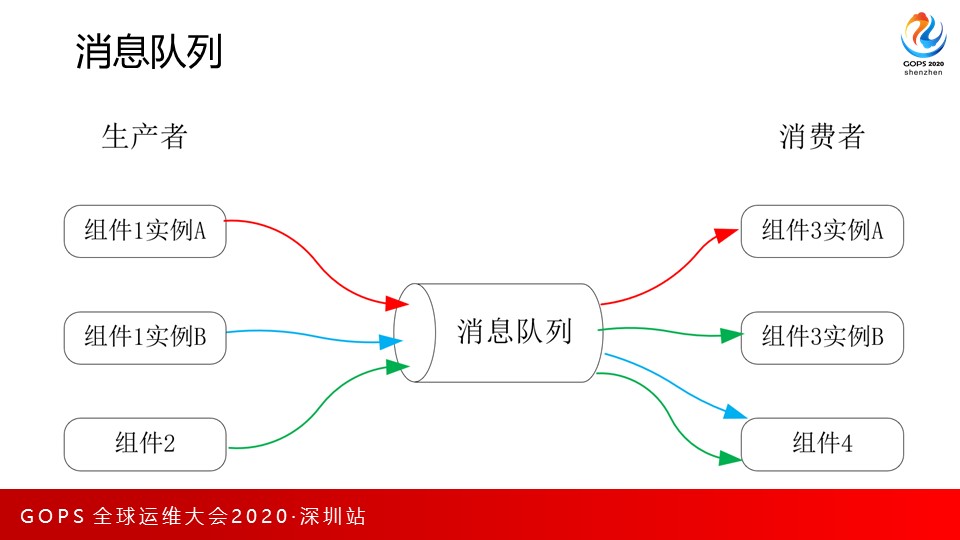 消息队列
GOPS 2020
shenzhen
生产者
消费者
组件1实例A
组件3实例A
组件1实例B
消息队列
组件3实例B
组件2
组件4
GOPS 全球运维大会2020·深圳站